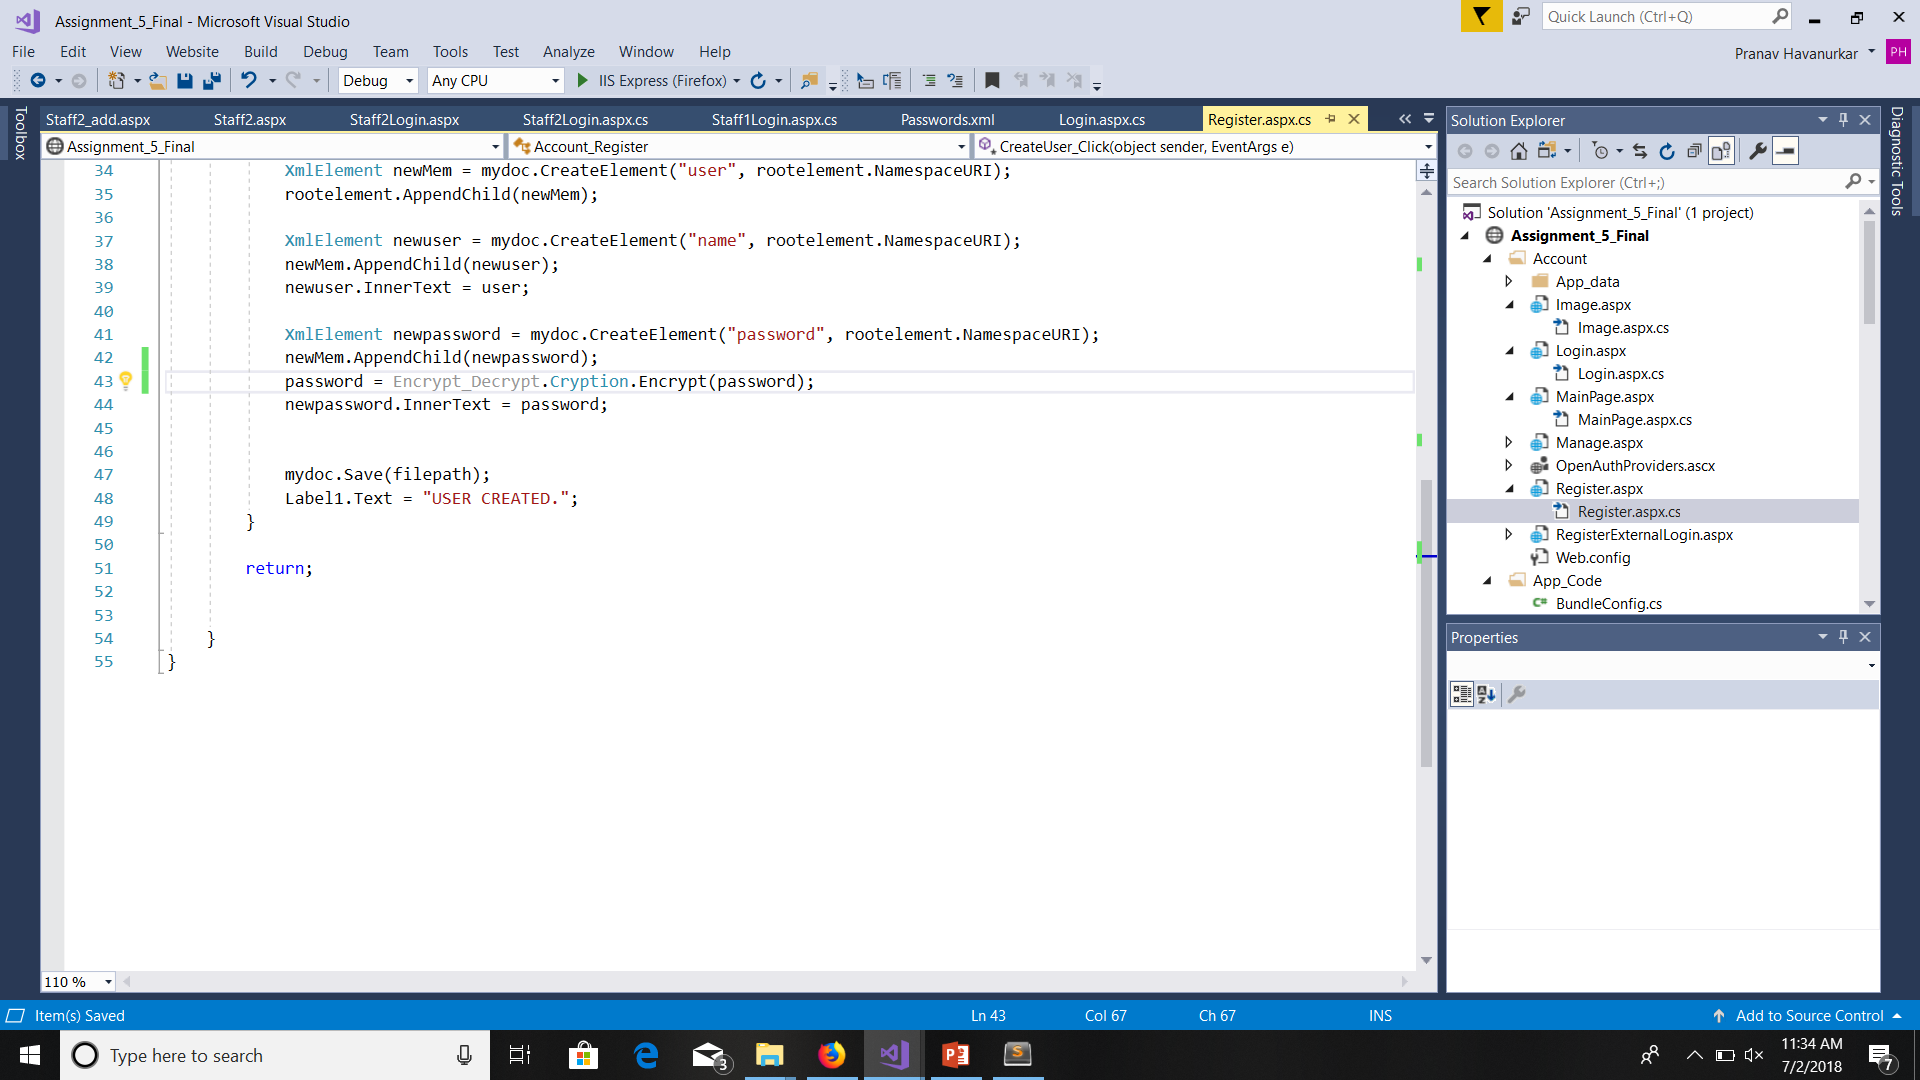 Assignment_5_Final - Microsoft Visual Studio
Quick Launch (Ctrl+Q)
File Edit View Website Build Debug Team Tools Test Analyze Window Help
Pranav Havanurkar PH
Debug Any CPU IIS Express (Firefox)
Toolbox
Staff2_add.aspx Staff2.aspx Staff2Login.aspx Staff2Login.aspx.cs Staff1Login.aspx.cs Passwords.xml Login.aspx.cs Register.aspx.cs
Assignment_5_Final Account_Register CreateUser_Click(object sender, EventArgs e)
34 XmlElement newMem = mydoc.CreateElement("user", rootelement.NamespaceURI);
35 rootelement.AppendChild(newMem);
36
37 XmlElement newuser = mydoc.CreateElement("name", rootelement.NamespaceURI);
38 newMem.AppendChild(newuser);
39 newuser.InnerText = user;
40
41 XmlElement newpassword = mydoc.CreateElement("password", rootelement.NamespaceURI);
42 newMem.AppendChild(newpassword);
43 password = Encrypt_Decrypt.Cryption.Encrypt(password);
44 newpassword.InnerText = password;
45
46
47 mydoc.Save(filepath);
48 Label1.Text = "USER CREATED.";
49 }
50
51 return;
52
53
54 }
55 }
110 %
Solution Explorer
Search Solution Explorer (Ctrl+;)
Solution 'Assignment_5_Final' (1 project)
Assignment_5_Final
Account
App_data
Image.aspx
Image.aspx.cs
Login.aspx
Login.aspx.cs
MainPage.aspx
MainPage.aspx.cs
Manage.aspx
OpenAuthProviders.ascx
Register.aspx
Register.aspx.cs
RegisterExternalLogin.aspx
Web.config
App_Code
C# BundleConfig.cs
Properties
Diagnostic Tools
Item(s) Saved Ln 43 Col 67 Ch 67 INS Add to Source Control
Type here to search
3
11:34 AM
7/2/2018
7